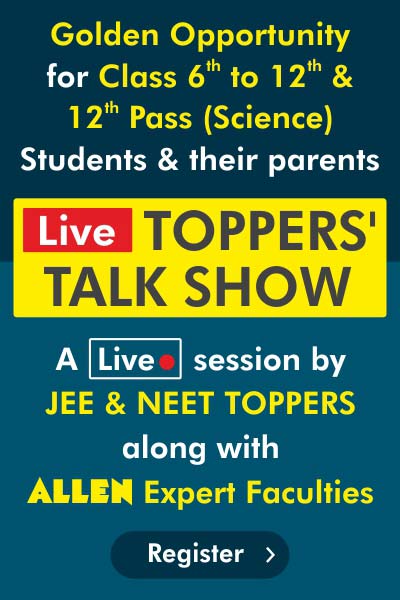 Golden Opportunity
for Class 6th to 12th &
12th Pass (Science)
Students & their parents
Live TOPPERS'
TALK SHOW
A Live session by
JEE & NEET TOPPERS
along with
ALLEN Expert Faculties
Register >